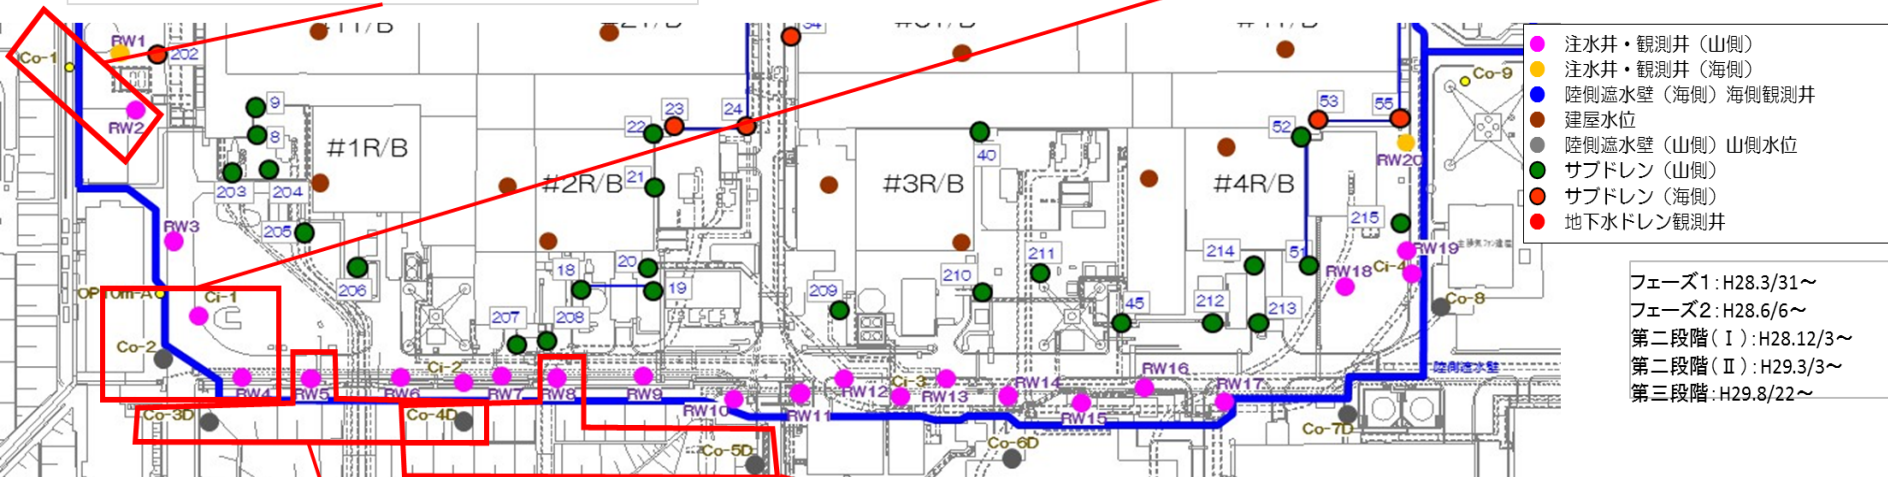 #1T/B
#2T/B
#3T/B
#4T/B
34
RW1
Co-1
202
RW2
9
8
#1R/B
203
204
205
206
RW3
OP10m-A
Ci-1
Co-2
22
23
24
21
#2R/B
18
20
19
207
208
40
#3R/B
209
210
211
45
52
53
55
RW20
#4R/B
215
214
51
212
213
RW19
Ci-4
RW18
Co-9
Co-8
RW4
RW5
RW6
Ci-2
RW7
RW8
RW9
RW10
RW11
RW12
Ci-3
RW13
RW14
RW15
RW16
RW17
陸側遮水壁
Co-3D
Co-4D
Co-5D
Co-6D
Co-7D
注水井・観測井（山側）
注水井・観測井（海側）
陸側遮水壁（海側）海側観測井
建屋水位
陸側遮水壁（山側）山側水位
サブドレン（山側）
サブドレン（海側）
地下水ドレン観測井
フェーズ1：H28.3/31～
フェーズ2：H28.6/6～
第二段階（Ⅰ）：H28.12/3～
第二段階（Ⅱ）：H29.3/3～
第三段階：H29.8/22～